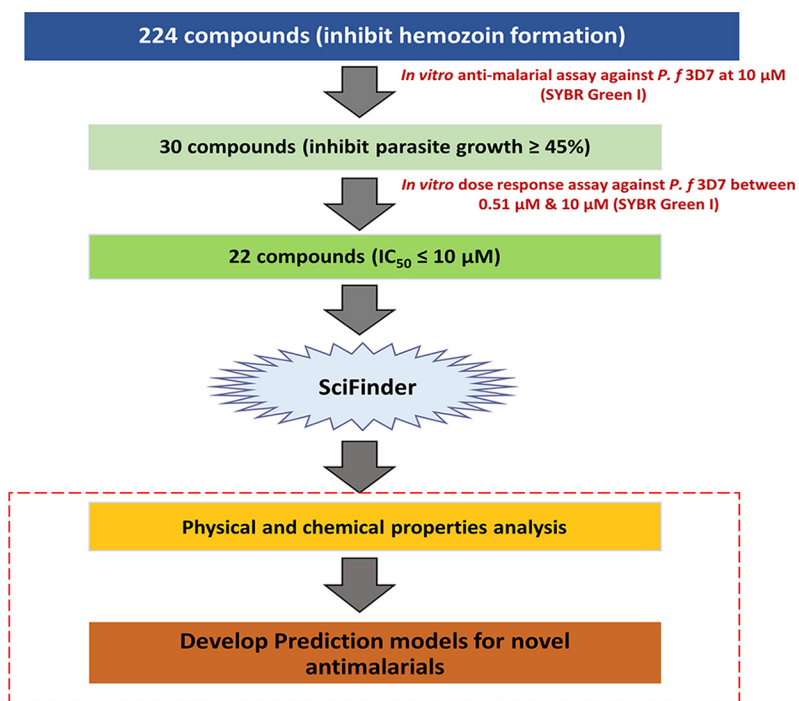 224 compounds (inhibit hemozoin formation)
In vitro anti-malarial assay against P. f 3D7 at 10 µM
(SYBR Green I)
30 compounds (inhibit parasite growth ≥ 45%)
In vitro dose response assay against P. f 3D7 between
0.51 µM & 10 µM (SYBR Green I)
22 compounds (IC50 ≤ 10 µM)
SciFinder
Physical and chemical properties analysis
Develop Prediction models for novel
antimalarials